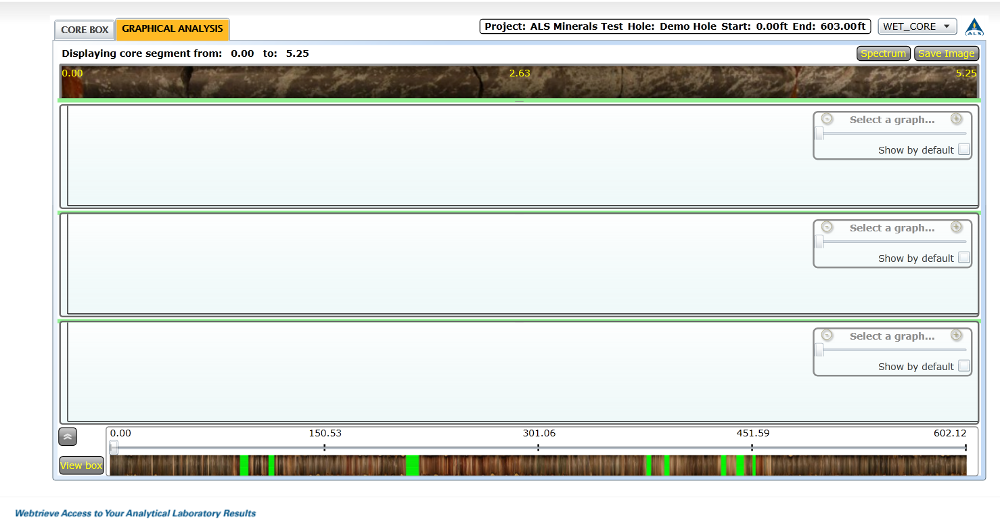 CORE BOX GRAPHICAL ANALYSIS Project: ALS Minerals Test Hole: Demo Hole Start: 0.00ft End: 603.00ft WET_CORE ALS
Displaying core segment from: 0.00 to: 5.25 Spectrum Save Image
0.00 2.63 5.25
Select a graph...
Show by default
Select a graph...
Show by default
Select a graph...
Show by default
0.00 150.53 301.06 451.59 602.12
View box
Webtrieve Access to Your Analytical Laboratory Results